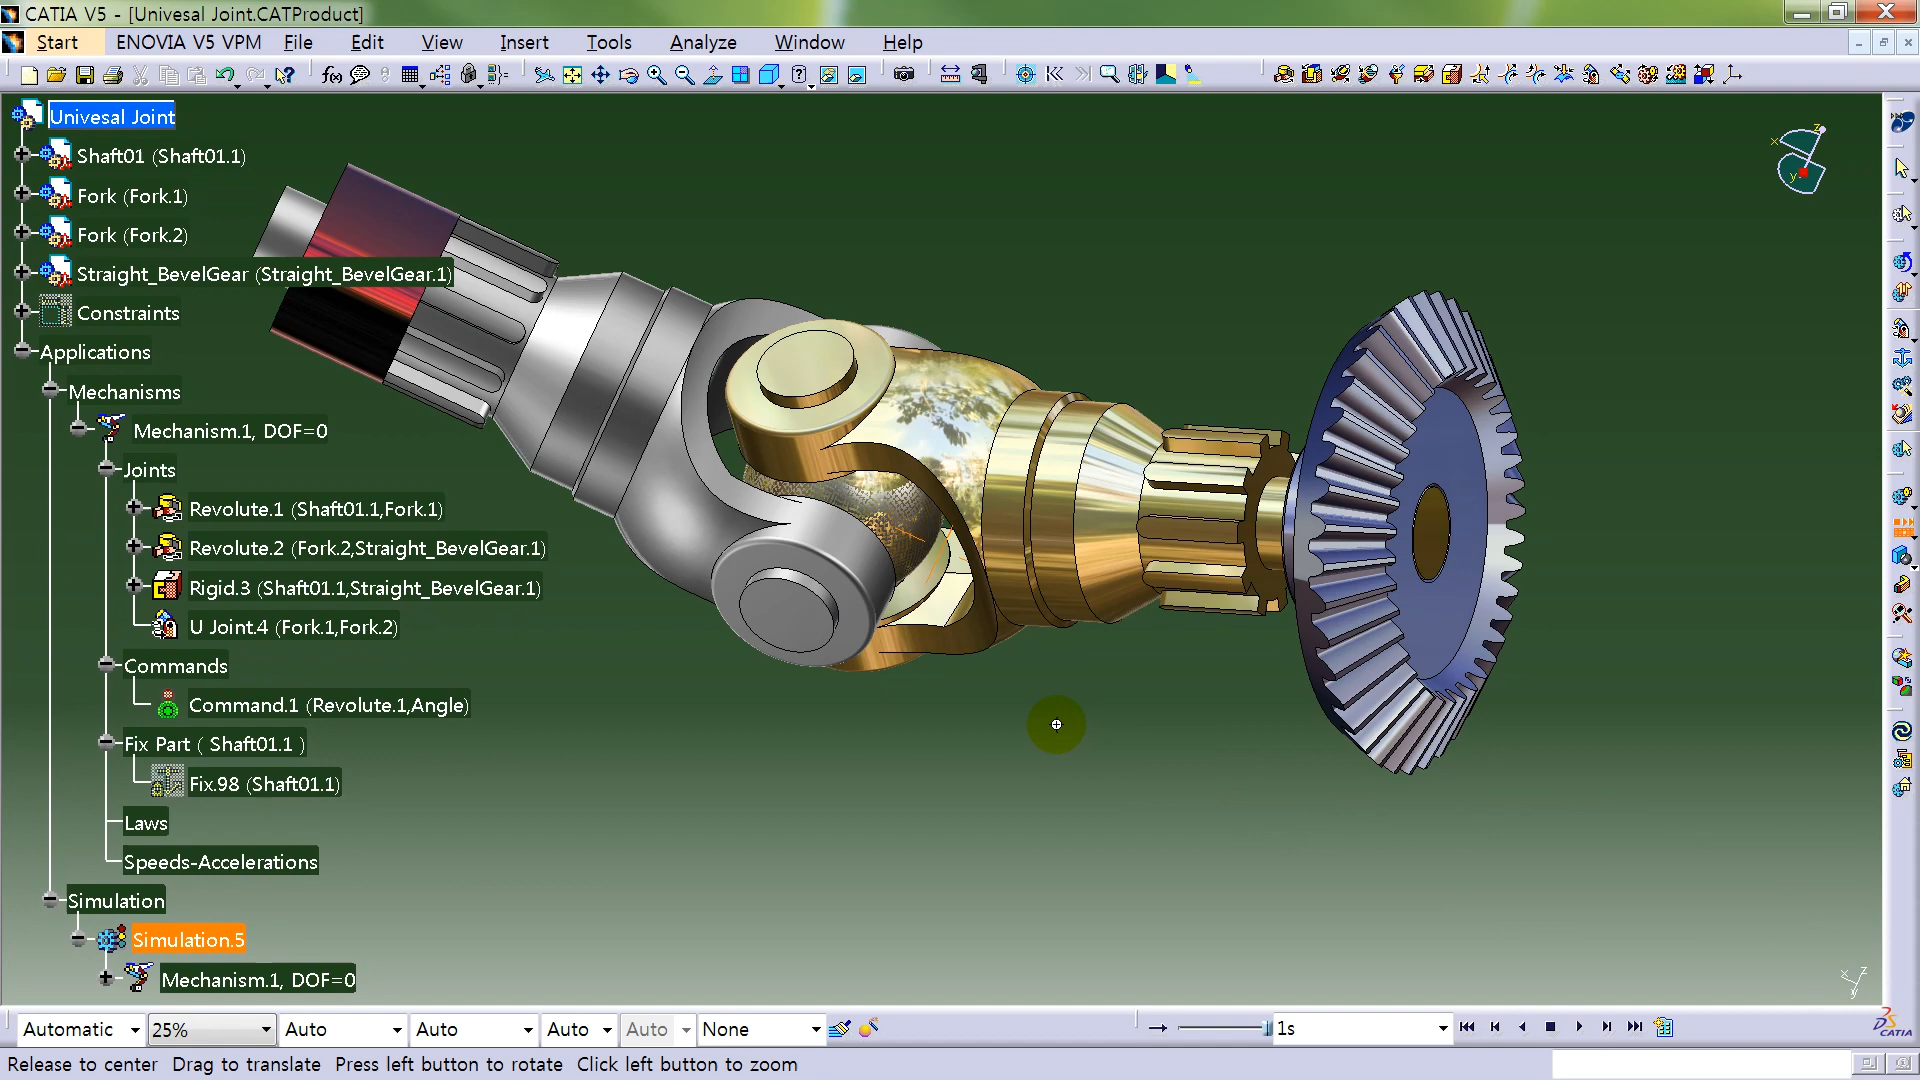 CATIA V5 - [Univesal Joint.CATProduct]
Start ENOVIA V5 VPM File Edit View Insert Tools Analyze Window Help
Univesal Joint
Shaft01 (Shaft01.1)
Fork (Fork.1)
Fork (Fork.2)
Straight_BevelGear (Straight_BevelGear.1)
Constraints
Applications
Mechanisms
Mechanism.1, DOF=0
Joints
Revolute.1 (Shaft01.1,Fork.1)
Revolute.2 (Fork.2,Straight_BevelGear.1)
Rigid.3 (Shaft01.1,Straight_BevelGear.1)
U Joint.4 (Fork.1,Fork.2)
Commands
Command.1 (Revolute.1,Angle)
Fix Part ( Shaft01.1 )
Fix.98 (Shaft01.1)
Laws
Speeds-Accelerations
Simulation
Simulation.5
Mechanism.1, DOF=0
z
x
y
x z
y
Automatic 25% Auto Auto Auto Auto None 1s
CATIA
Release to center Drag to translate Press left button to rotate Click left button to zoom